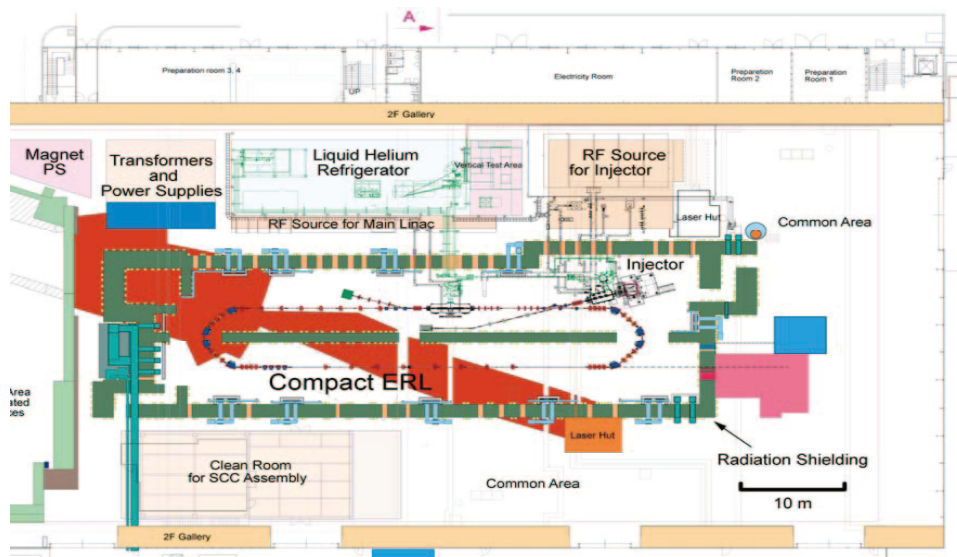 A
Preparation room 3, 4
UP
Electricity Room
Preparation
Room 2
Preparation
Room 1
2F Gallery
Magnet
PS
Transformers
and
Power Supplies
Liquid Helium
Refrigerator
Vertical Test Area
RF Source
for Injector
RF Source for Main Linac
Laser Hut
Common Area
Injector
Compact ERL
Area
ated
ces
Clean Room
for SCC Assembly
Laser Hut
Common Area
Radiation Shielding
10 m
2F Gallery